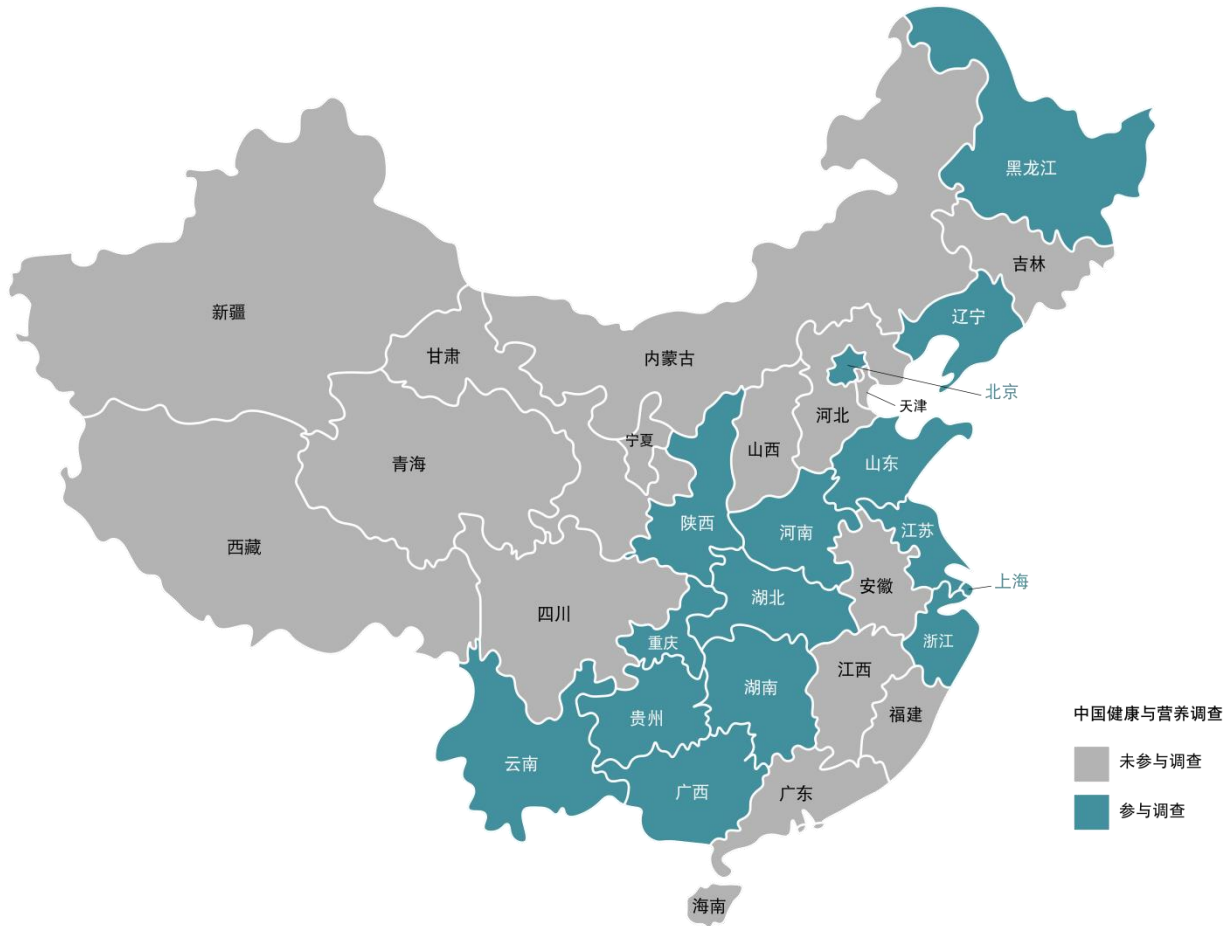 黑龙江
吉林
辽宁
新疆
甘肃
内蒙古
北京
天津
河北
宁夏
山西
青海
山东
陕西
河南
江苏
西藏
上海
安徽
湖北
四川
重庆
浙江
江西
湖南
贵州
福建
中国健康与营养调查
云南
未参与调查
广西
广东
参与调查
海南